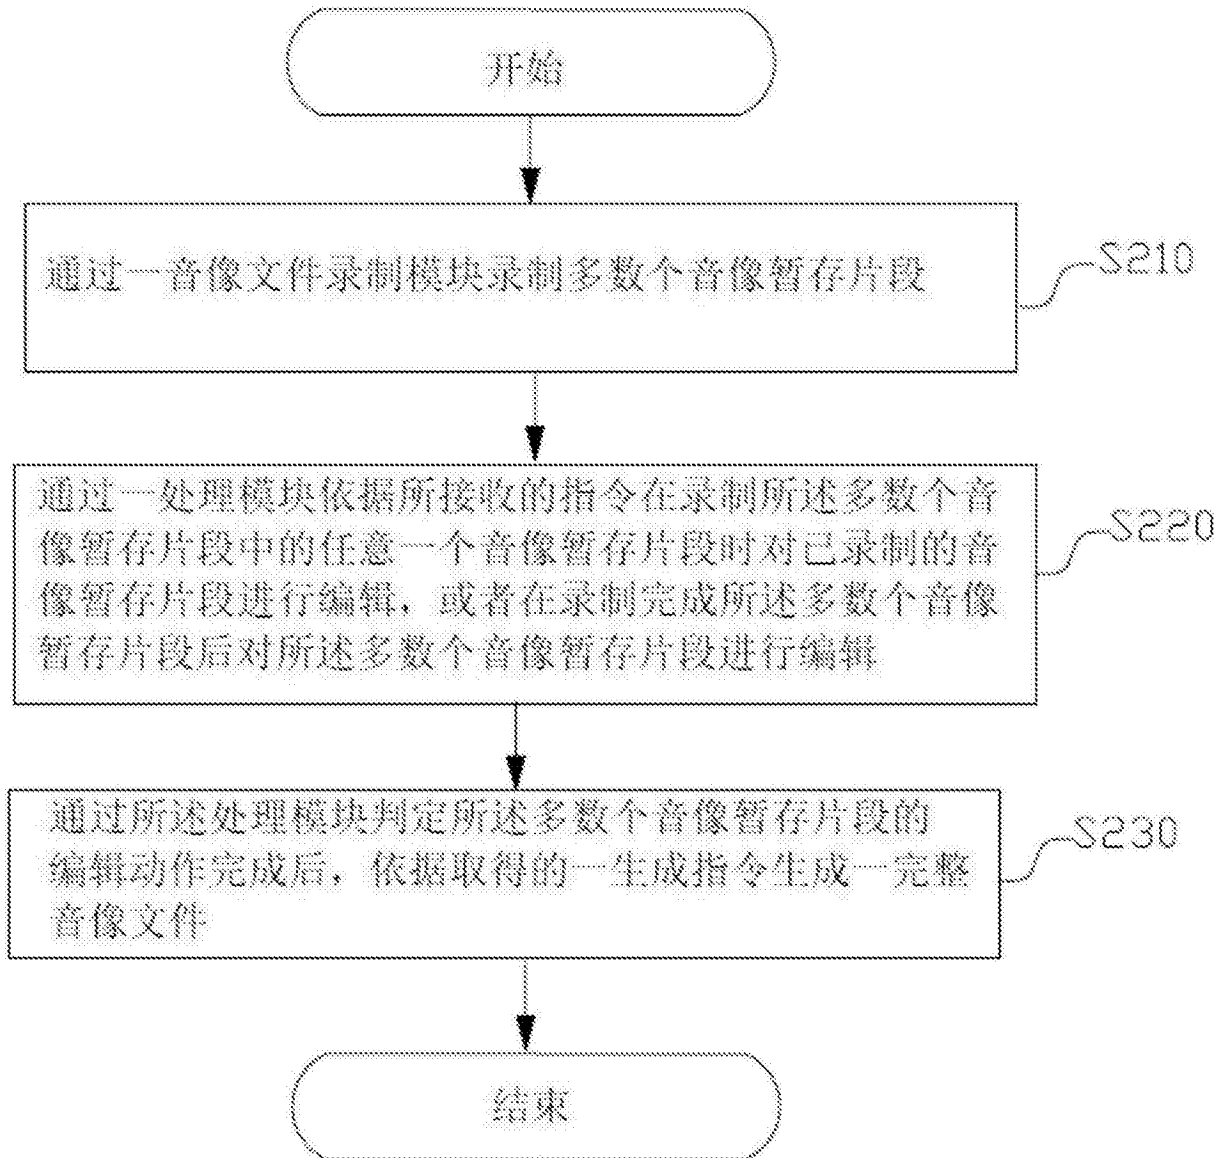 开始
通过一音像文件录制模块录制多数个音像暂存片段
S210
通过一处理模块依据所接收的指令在录制所述多数个音
像暂存片段中的任意一个音像暂存片段时对已录制的音
像暂存片段进行编辑，或者在录制完成所述多数个音像
暂存片段后对所述多数个音像暂存片段进行编辑
S220
通过所述处理模块判定所述多数个音像暂存片段的
编辑动作完成后，依据取得的一生成指令生成一完整
音像文件
S230
结束